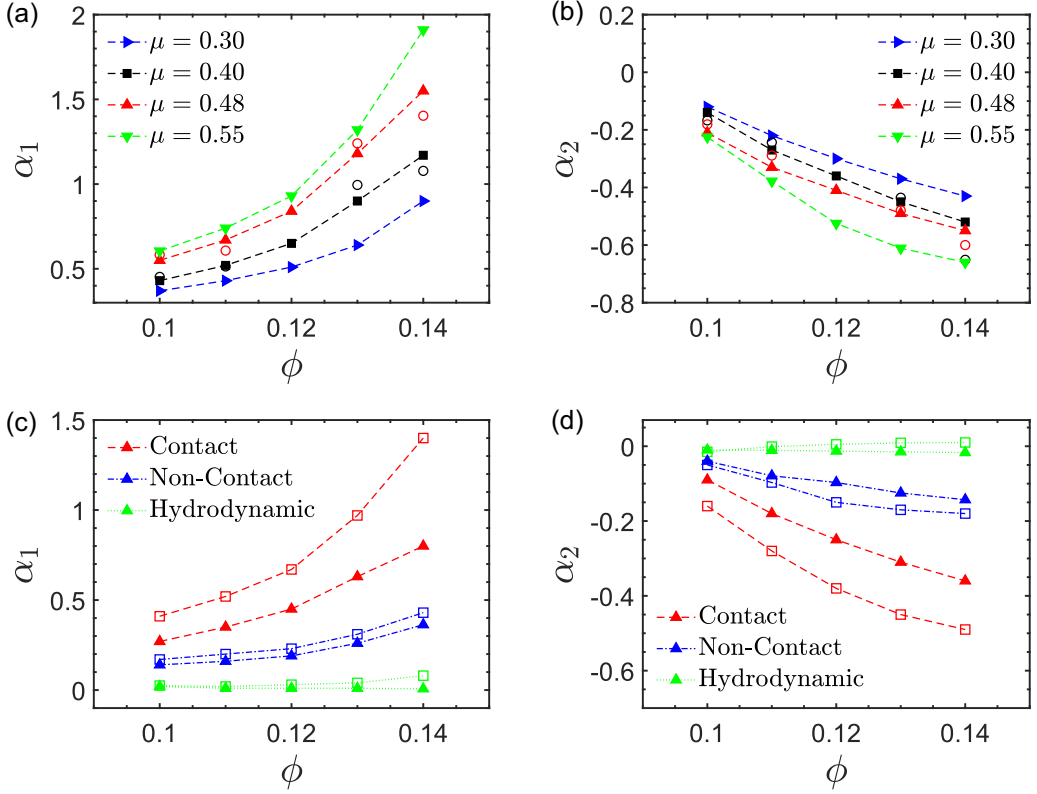 (a)
2
1.5
1
0.5
α₁
μ = 0.30
μ = 0.40
μ = 0.48
μ = 0.55
0.1
0.12
0.14
ϕ
(b)
0.2
0
-0.2
-0.4
-0.6
-0.8
α₂
μ = 0.30
μ = 0.40
μ = 0.48
μ = 0.55
0.1
0.12
0.14
ϕ
(c)
1.5
1
0.5
0
α₁
Contact
Non-Contact
Hydrodynamic
0.1
0.12
0.14
ϕ
(d)
0
-0.2
-0.4
-0.6
α₂
Contact
Non-Contact
Hydrodynamic
0.1
0.12
0.14
ϕ